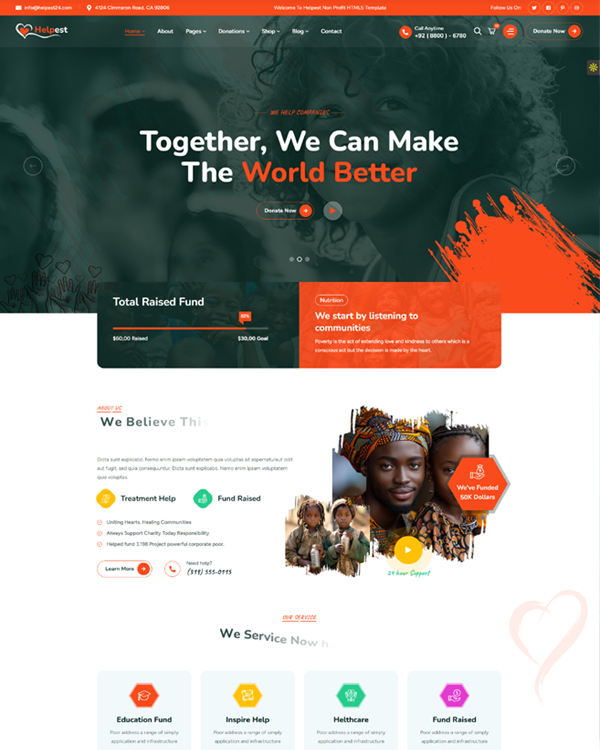 info@helpest24.com
4124 Cimmaron Road, CA 92806
Welcome To Helpest Non Profit HTML5 Template
Follow Us On:
Helpest
Home
About
Pages
Donations
Shop
Blog
Contact
Call Anytime
+92 ( 8800 ) - 6780
Donate Now
WE HELP COMPANIES
Together, We Can Make
The World Better
Donate Now
Total Raised Fund
$60,00 Raised
$30,00 Goal
Nutrition
We start by listening to
communities
Poverty is the act of extending love and kindness to others which is a
conscious act but the decision is made by the heart.
ABOUT US
We Believe This
Dicta sunt explicabo. Nemo enim ipsam voluptatem quia voluptas sit aspernaturaut odit
aut fugit, sed quia consequuntur. Dicta sunt explicabo. Nemo enim ipsam voluptatem
quia voluptas.
Treatment Help
Fund Raised
Uniting Hearts, Healing Communities
Always Support Charity Today Responsibility
Helped fund 3,198 Project powerful corporate poor.
Learn More
Need help?
(518) 555-0115
We've Funded
50K Dollars
24 hour Support
OUR SERVICE
We Service Now h
Education Fund
Poor address a range of simply
application and infrastructure
Inspire Help
Poor address a range of simply
application and infrastructure
Helthcare
Poor address a range of simply
application and infrastructure
Fund Raised
Poor address a range of simply
application and infrastructure